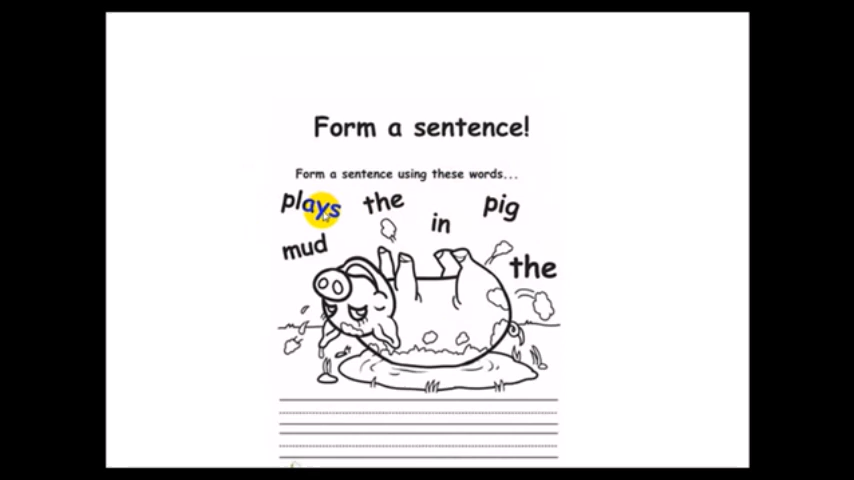 Form a sentence!
Form a sentence using these words...
plays the in pig
mud the